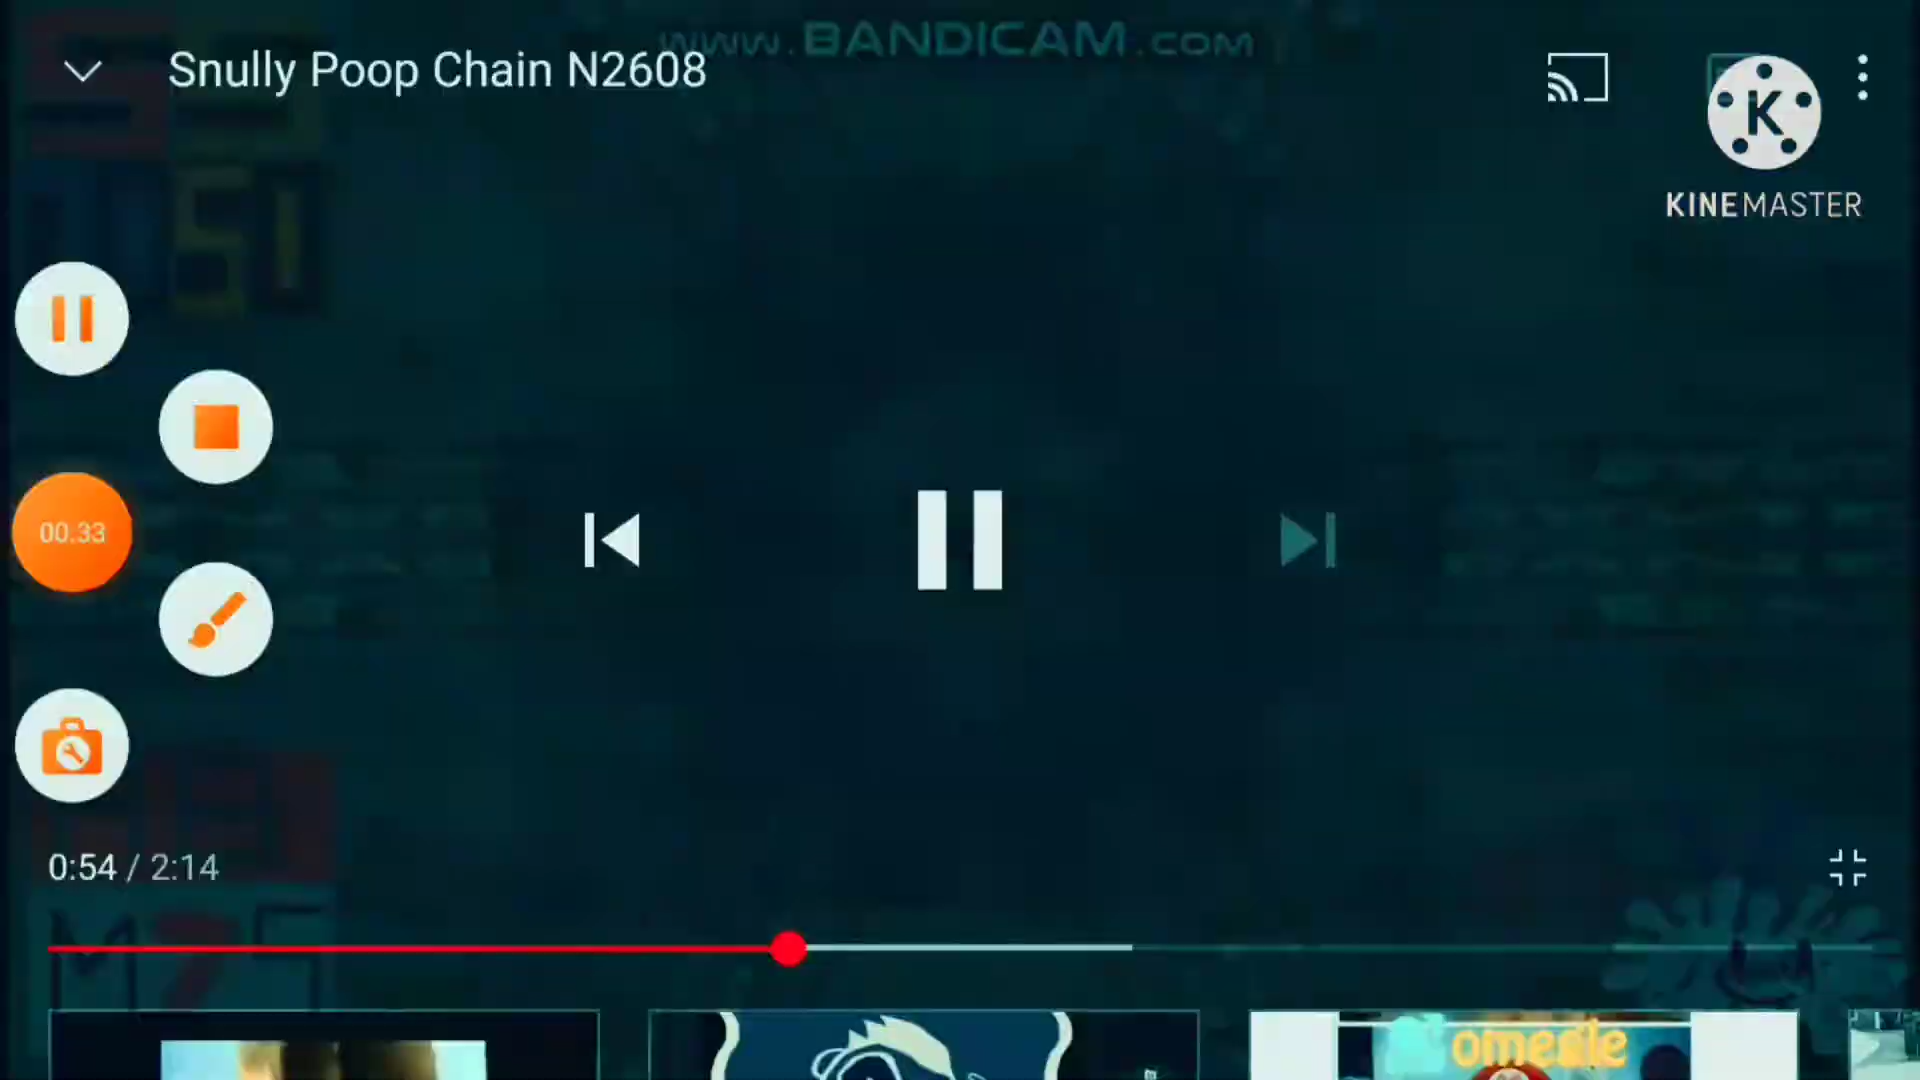 www.BANDICAM.com
Snully Poop Chain N2608
K
KINEMASTER
00:33
0:54 / 2:14
omegle